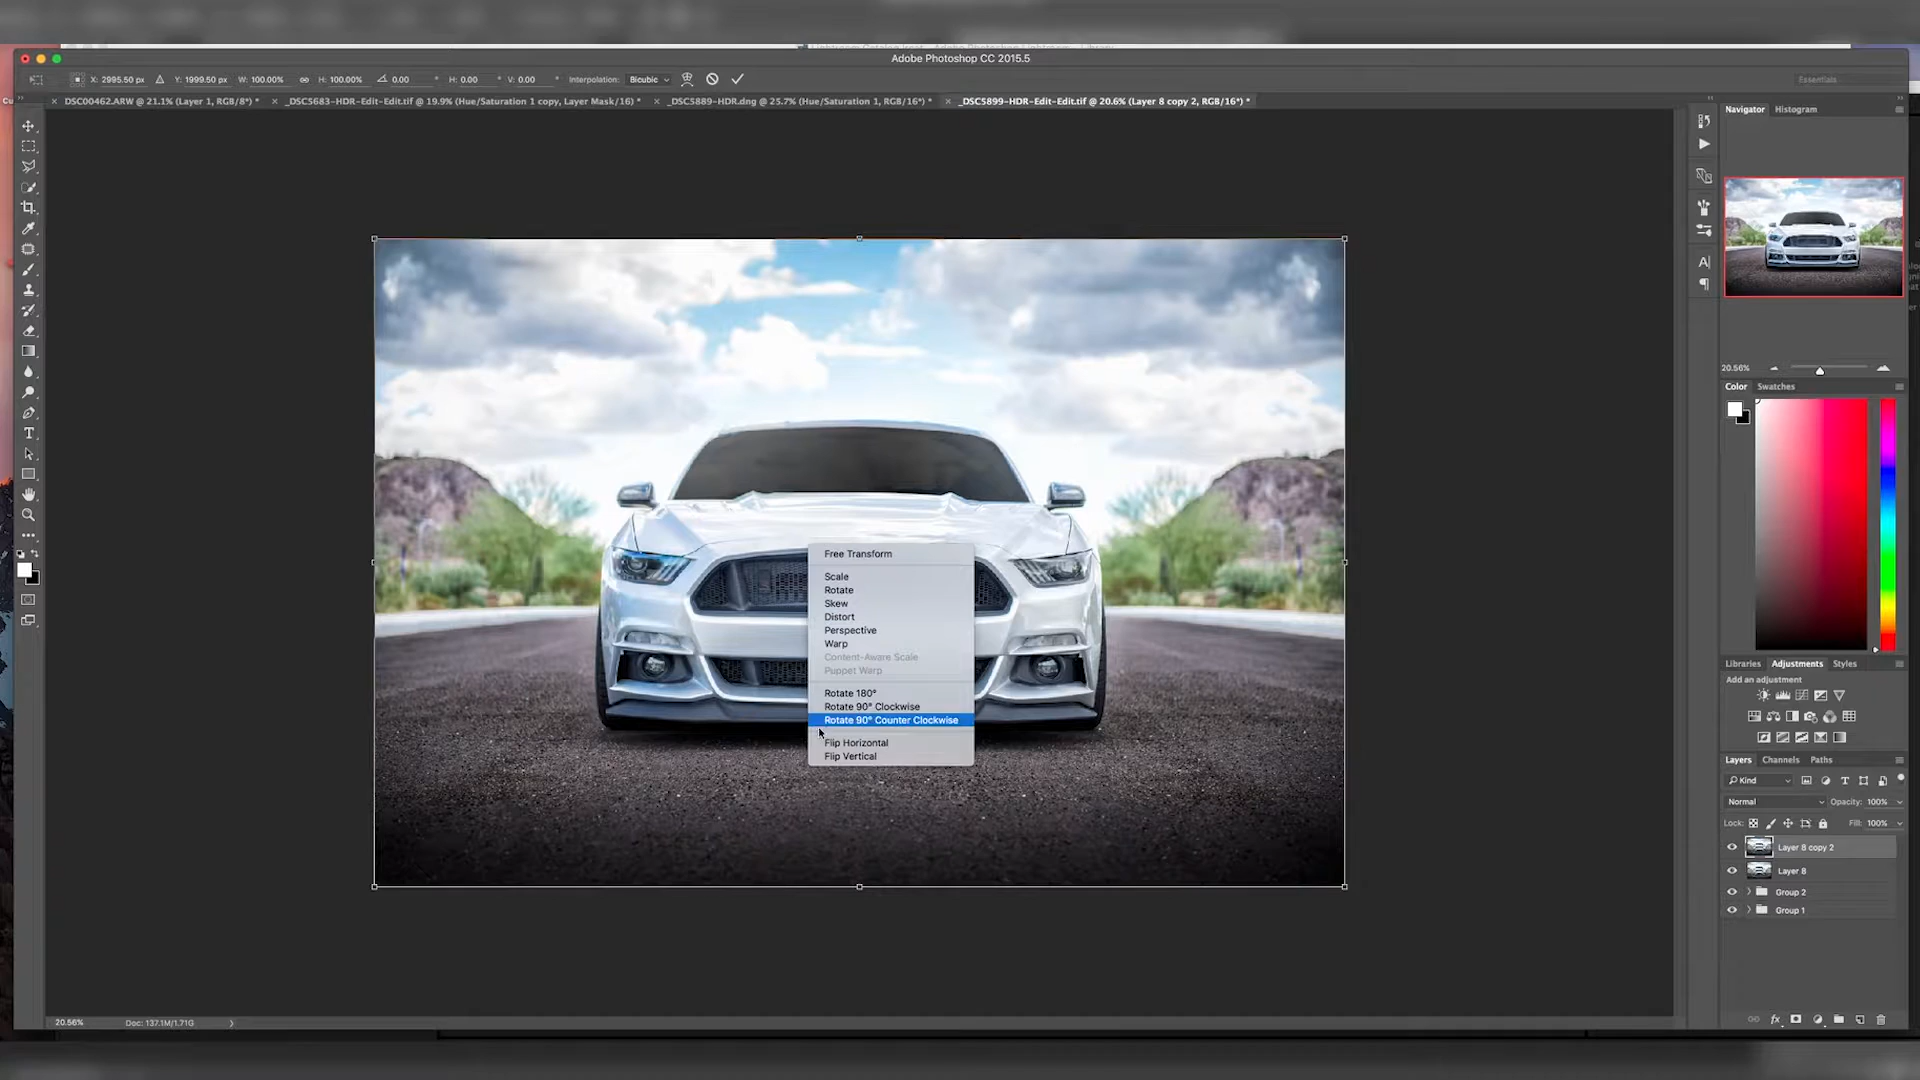 Adobe Photoshop CC 2015.5
X: 2995.50 px Y: 1999.50 px W: 100.00% H: 100.00% 0.00 ° H: 0.00 ° V: 0.00 ° Interpolation: Bicubic
Essentials
DSC00462.ARW @ 21.1% (Layer 1, RGB/8*) *
_DSC5683-HDR-Edit-Edit.tif @ 19.9% (Hue/Saturation 1 copy, Layer Mask/16) *
_DSC5889-HDR.dng @ 25.7% (Hue/Saturation 1, RGB/16*) *
_DSC5899-HDR-Edit-Edit.tif @ 20.6% (Layer 8 copy 2, RGB/16*) *
Navigator Histogram
20.56%
Color Swatches
Free Transform
Scale
Rotate
Skew
Distort
Perspective
Warp
Content-Aware Scale
Puppet Warp
Rotate 180°
Rotate 90° Clockwise
Rotate 90° Counter Clockwise
Flip Horizontal
Flip Vertical
Libraries Adjustments Styles
Add an adjustment
Layers Channels Paths
Kind
Normal Opacity: 100%
Lock: Fill: 100%
Layer 8 copy 2
Layer 8
Group 2
Group 1
20.56% Doc: 137.1M/1.71G